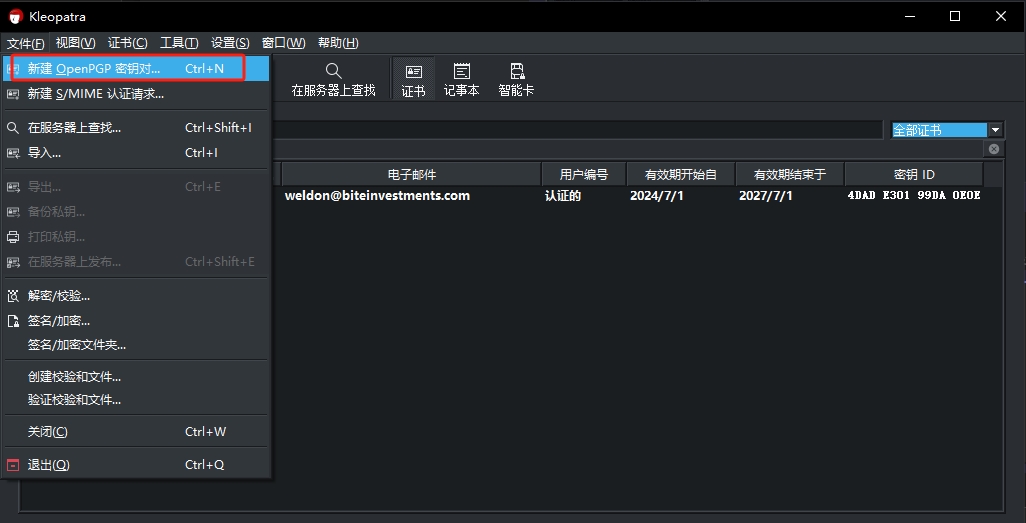 Kleopatra
文件(F) 视图(V) 证书(C) 工具(T) 设置(S) 窗口(W) 帮助(H)
新建 OpenPGP 密钥对... Ctrl+N
新建 S/MIME 认证请求...
在服务器上查找... Ctrl+Shift+I
导入... Ctrl+I
导出... Ctrl+E
备份私钥...
打印私钥...
在服务器上发布... Ctrl+Shift+E
解密/校验...
签名/加密...
签名/加密文件夹...
创建校验和文件...
验证校验和文件...
关闭(C) Ctrl+W
退出(Q) Ctrl+Q
在服务器上查找 证书 记事本 智能卡
全部证书
电子邮件 用户编号 有效期开始自 有效期结束于 密钥 ID
weldon@biteinvestments.com 认证的 2024/7/1 2027/7/1 4DAD E301 99DA 0E0E